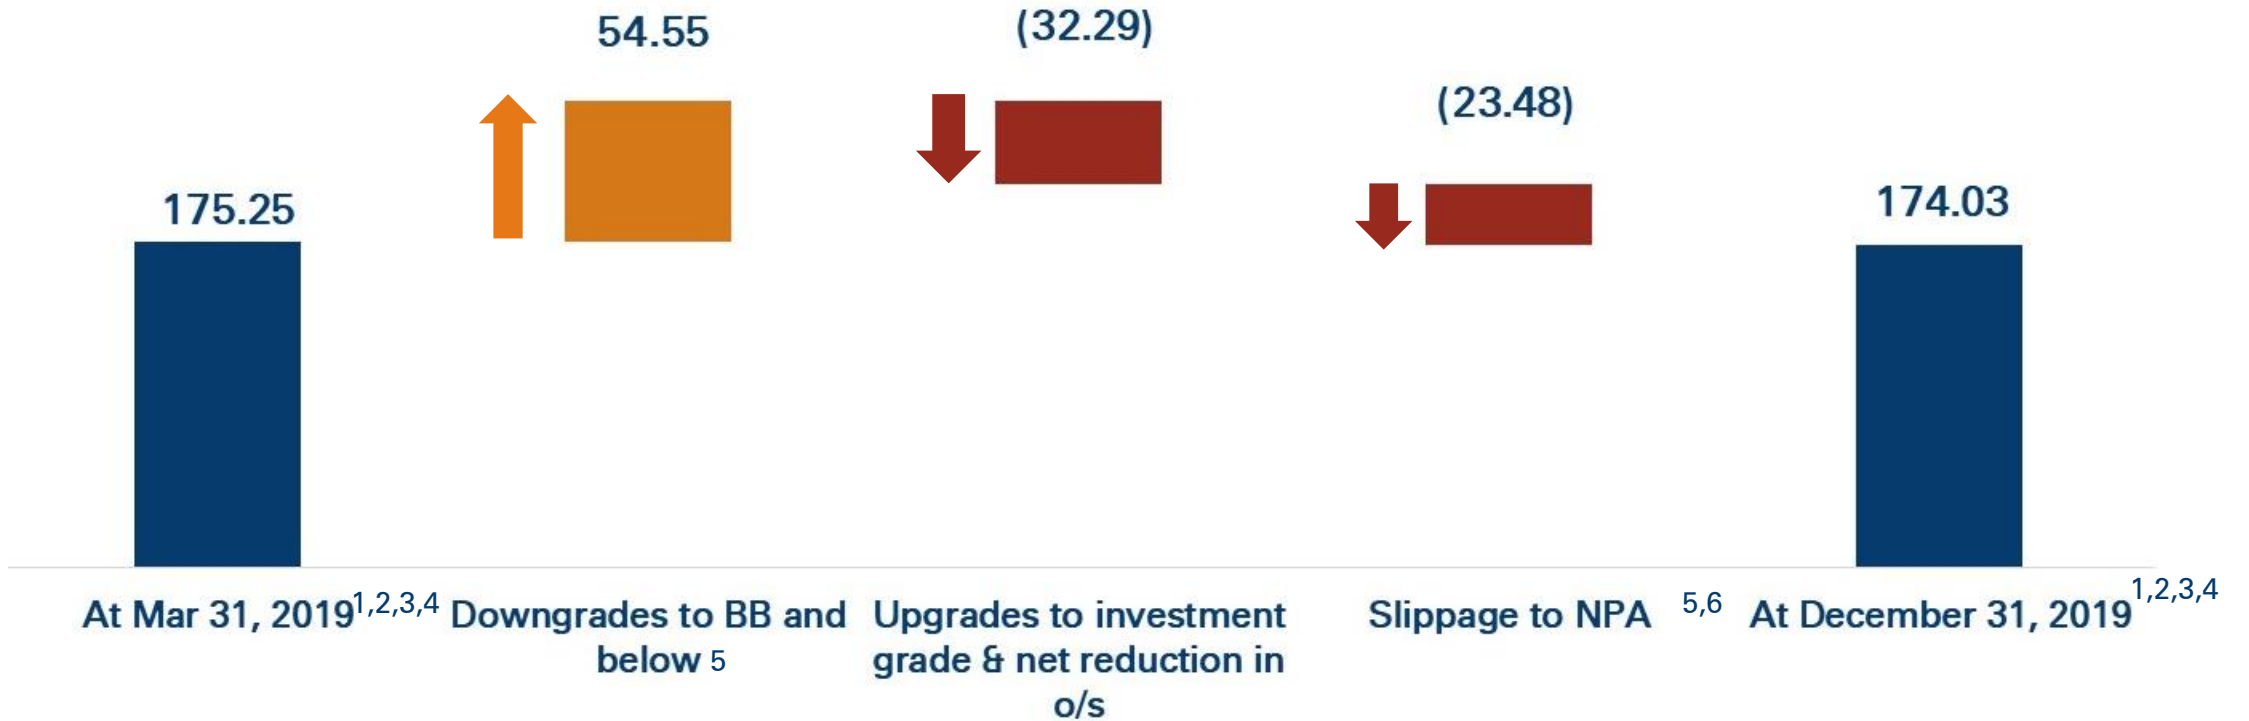 54.55
(32.29)
(23.48)
175.25
174.03
At Mar 31, 2019 1,2,3,4
Downgrades to BB and
below 5
Upgrades to investment
grade & net reduction in
o/s
Slippage to NPA 5,6
At December 31, 2019 1,2,3,4